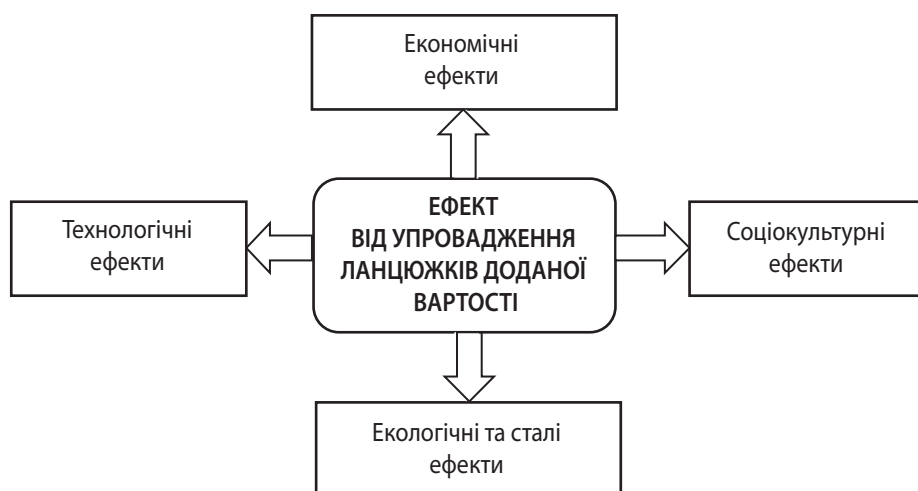 Економічні
ефекти
Технологічні
ефекти
ЕФЕКТ
ВІД УПРОВАДЖЕННЯ
ЛАНЦЮЖКІВ ДОДАНОЇ
ВАРТОСТІ
Соціокультурні
ефекти
Екологічні та сталі
ефекти